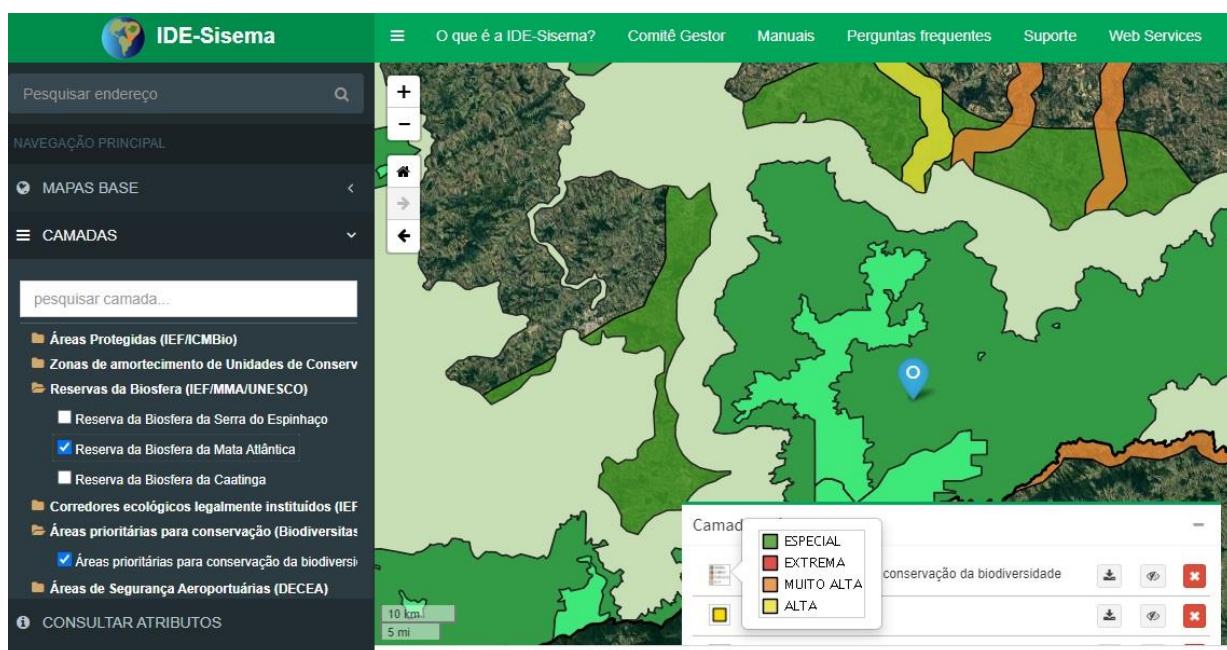 IDE-Sisema
O que é a IDE-Sisema? Comitê Gestor Manuais Perguntas frequentes Suporte Web Services
Pesquisar endereço
NAVEGAÇÃO PRINCIPAL
MAPAS BASE
CAMADAS
pesquisar camada...
Áreas Protegidas (IEF/ICMBio)
Zonas de amortecimento de Unidades de Conserv
Reservas da Biosfera (IEF/MMA/UNESCO)
Reserva da Biosfera da Serra do Espinhaço
Reserva da Biosfera da Mata Atlântica
Reserva da Biosfera da Caatinga
Corredores ecológicos legalmente instituídos (IEF
Áreas prioritárias para conservação (Biodiversitas
Áreas prioritárias para conservação da biodiversi
Áreas de Segurança Aeroportuárias (DECEA)
CONSULTAR ATRIBUTOS
+
−
10 km
5 mi
Camad
ESPECIAL
EXTREMA
MUITO ALTA
ALTA
conservação da biodiversidade